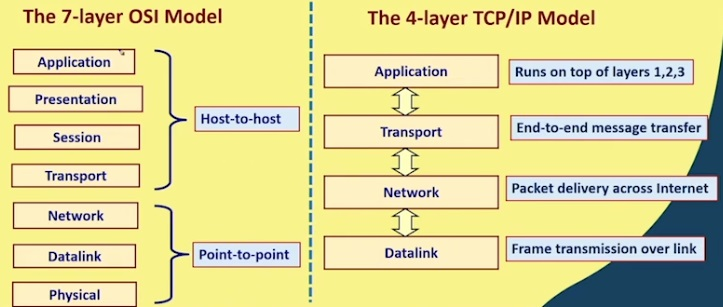 The 7-layer OSI Model
Application
Presentation
Session
Transport
Network
Datalink
Physical
Host-to-host
Point-to-point
The 4-layer TCP/IP Model
Application
Runs on top of layers 1,2,3
Transport
End-to-end message transfer
Network
Packet delivery across Internet
Datalink
Frame transmission over link